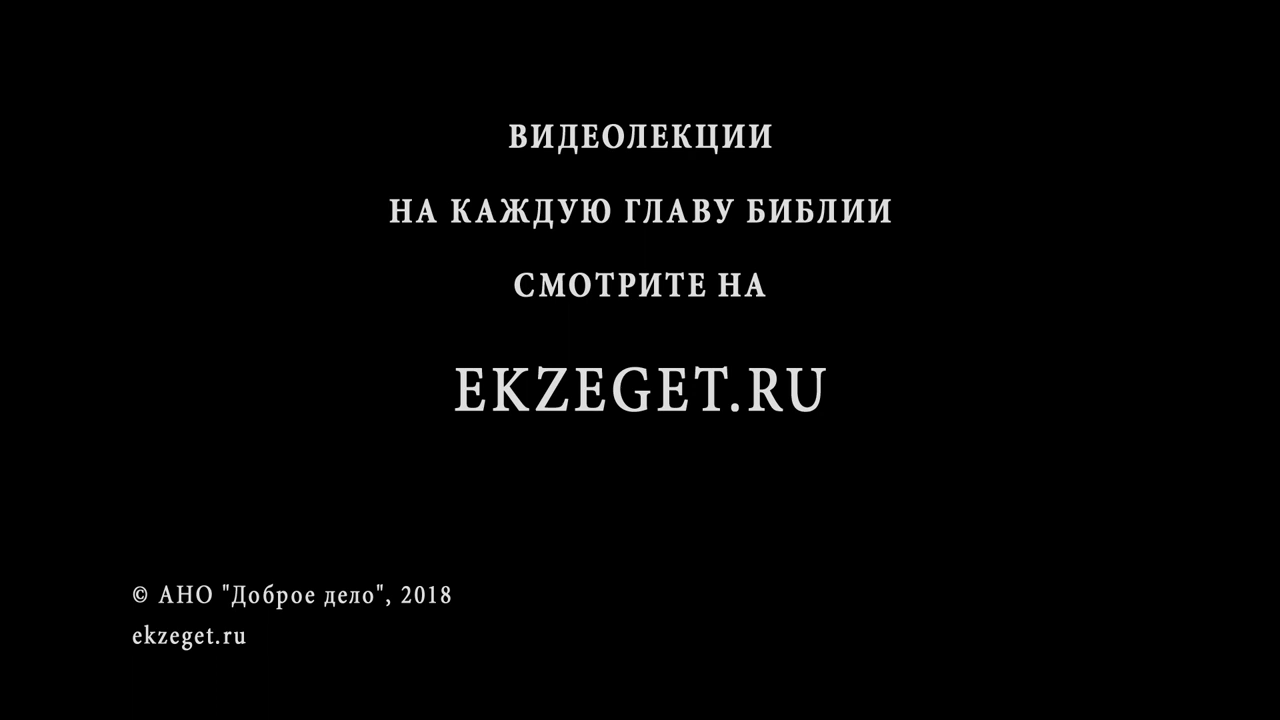 ВИДЕОЛЕКЦИИ
НА КАЖДУЮ ГЛАВУ БИБЛИИ
СМОТРИТЕ НА
EKZEGET.RU
© АНО "Доброе дело", 2018
ekzeget.ru